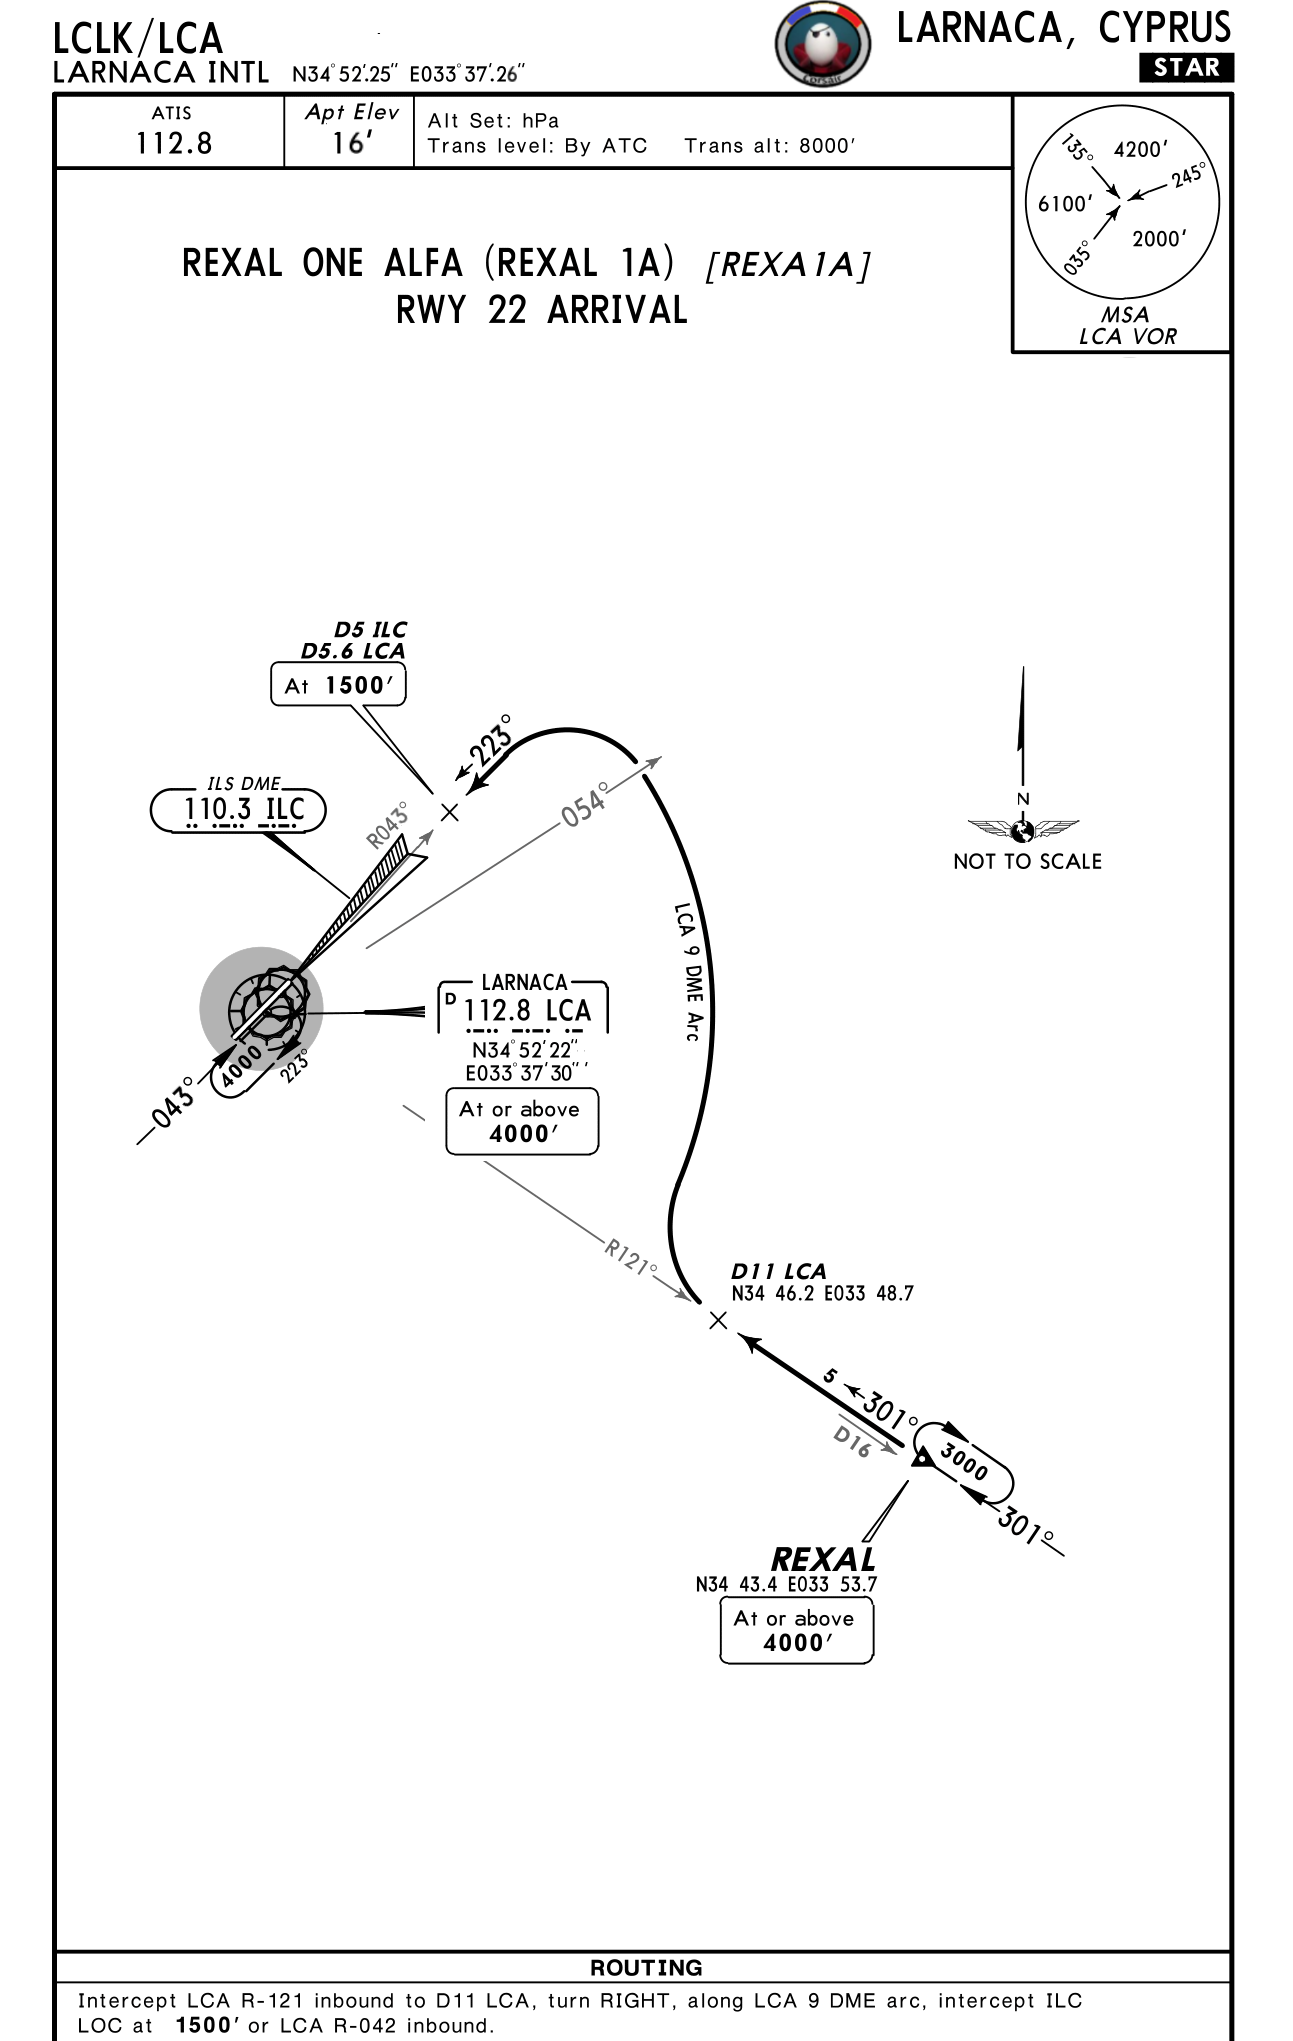 LCLK/LCA
LARNACA INTL N34°52'.25" E033°37'.26"
Corsair
LARNACA, CYPRUS
STAR
ATIS
112.8
Apt Elev
16'
Alt Set: hPa
Trans level: By ATC Trans alt: 8000'
135°
4200'
245°
6100'
2000'
035°
MSA
LCA VOR
REXAL ONE ALFA (REXAL 1A) [REXA1A]
RWY 22 ARRIVAL
D5 ILC
D5.6 LCA
At 1500'
223°
ILS DME
110.3 ILC
R043°
054°
N
NOT TO SCALE
LCA 9 DME Arc
LARNACA
D 112.8 LCA
N34°52'22"
E033°37'30"'
At or above
4000'
4000
223°
043°
R121°
D11 LCA
N34 46.2 E033 48.7
5
301°
D16
3000
301°
REXAL
N34 43.4 E033 53.7
At or above
4000'
ROUTING
Intercept LCA R-121 inbound to D11 LCA, turn RIGHT, along LCA 9 DME arc, intercept ILC
LOC at 1500' or LCA R-042 inbound.